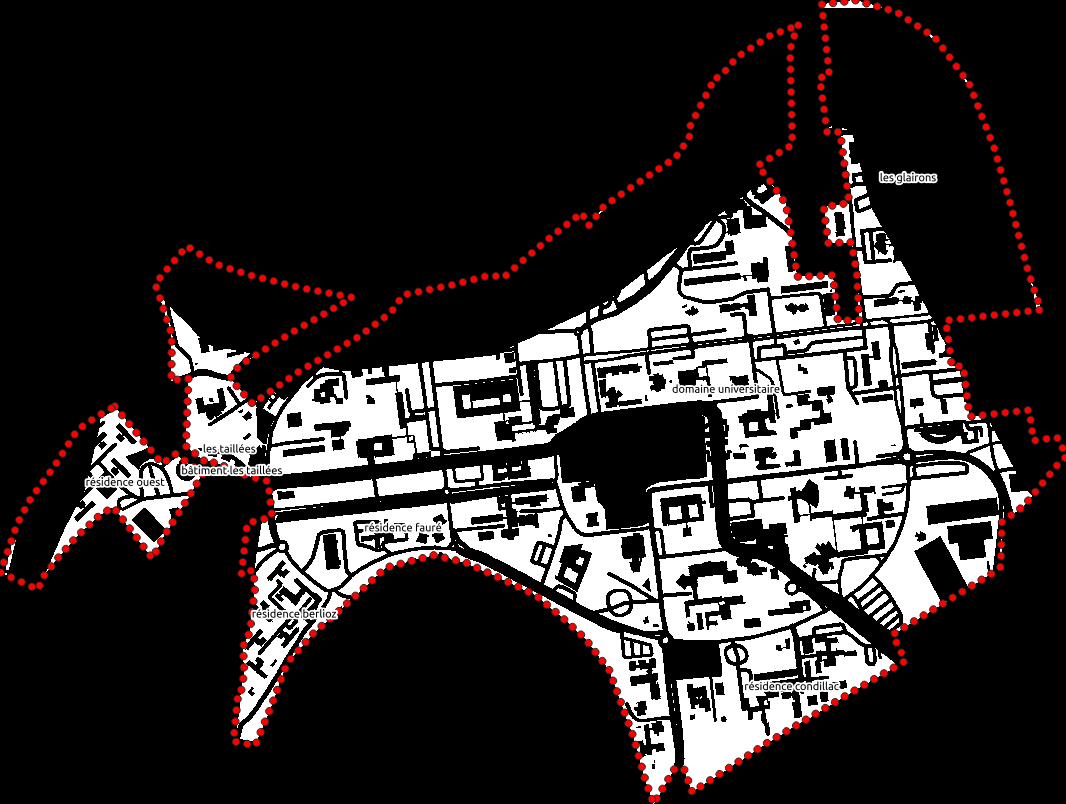 les glairons
domaine universitaire
les taillées
bâtiment les taillées
résidence ouest
résidence fauré
résidence berlioz
résidence condillac